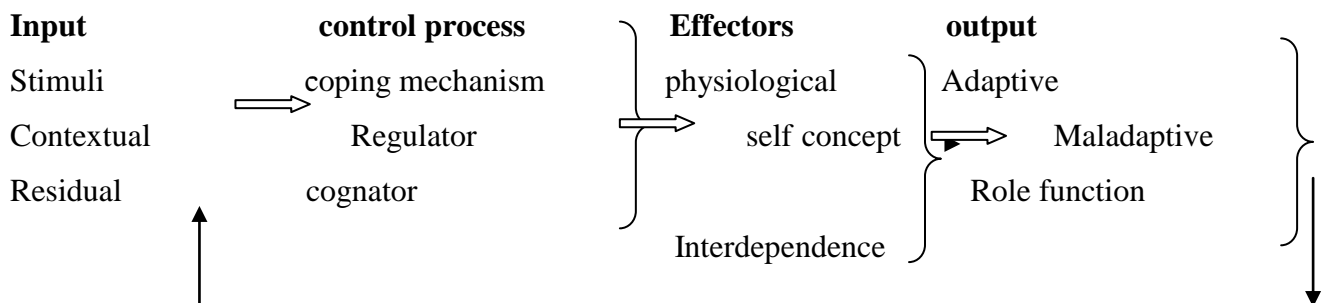 Input control process Effectors output
Stimuli coping mechanism physiological Adaptive
Contextual Regulator self concept Maladaptive
Residual cognator Role function
Interdependence